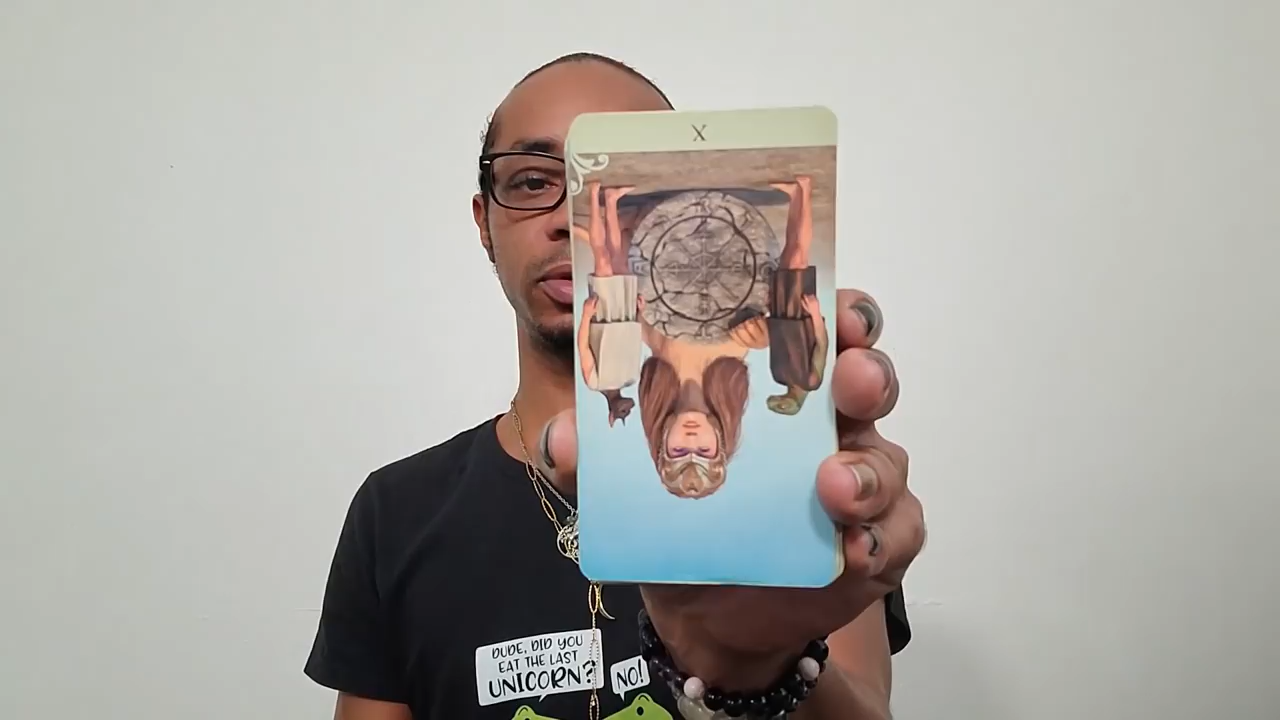 X
DUDE, DID YOU
EAT THE LAST
UNICORN?
NO!